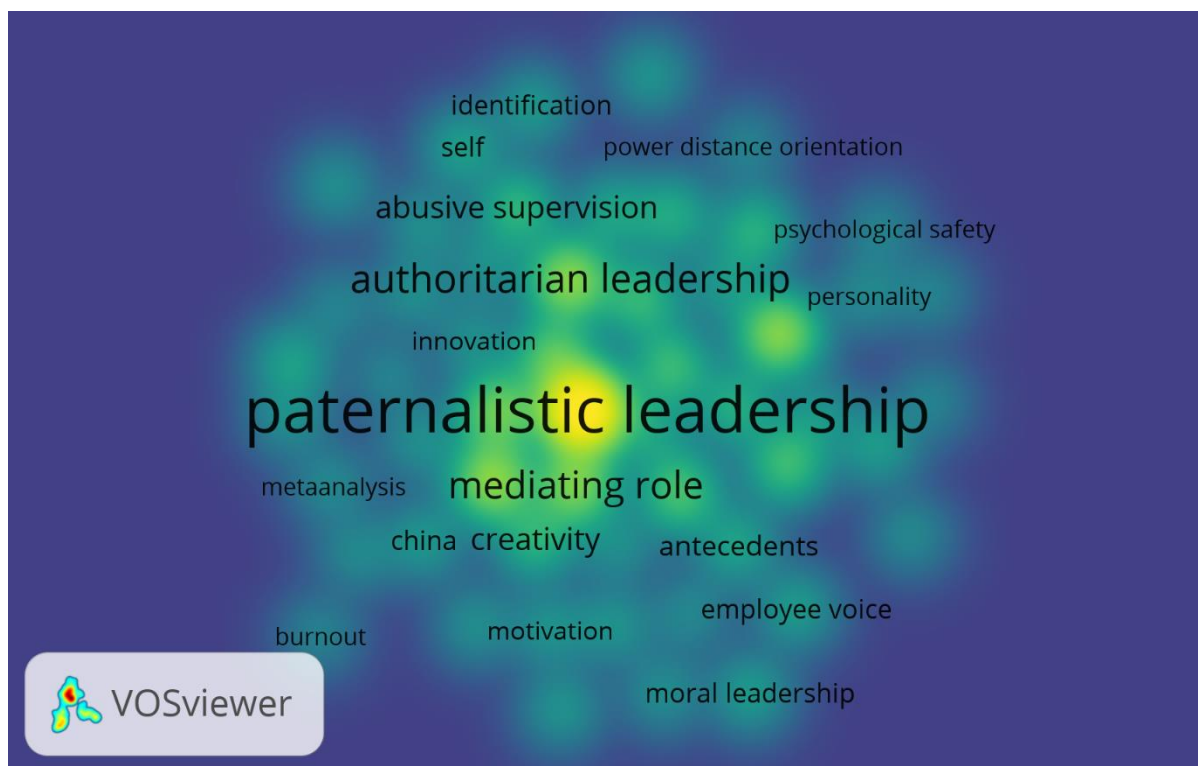 identification
self
power distance orientation
abusive supervision
psychological safety
authoritarian leadership
personality
innovation
paternalistic leadership
metaanalysis
mediating role
china
creativity
antecedents
employee voice
burnout
motivation
moral leadership
VOSviewer